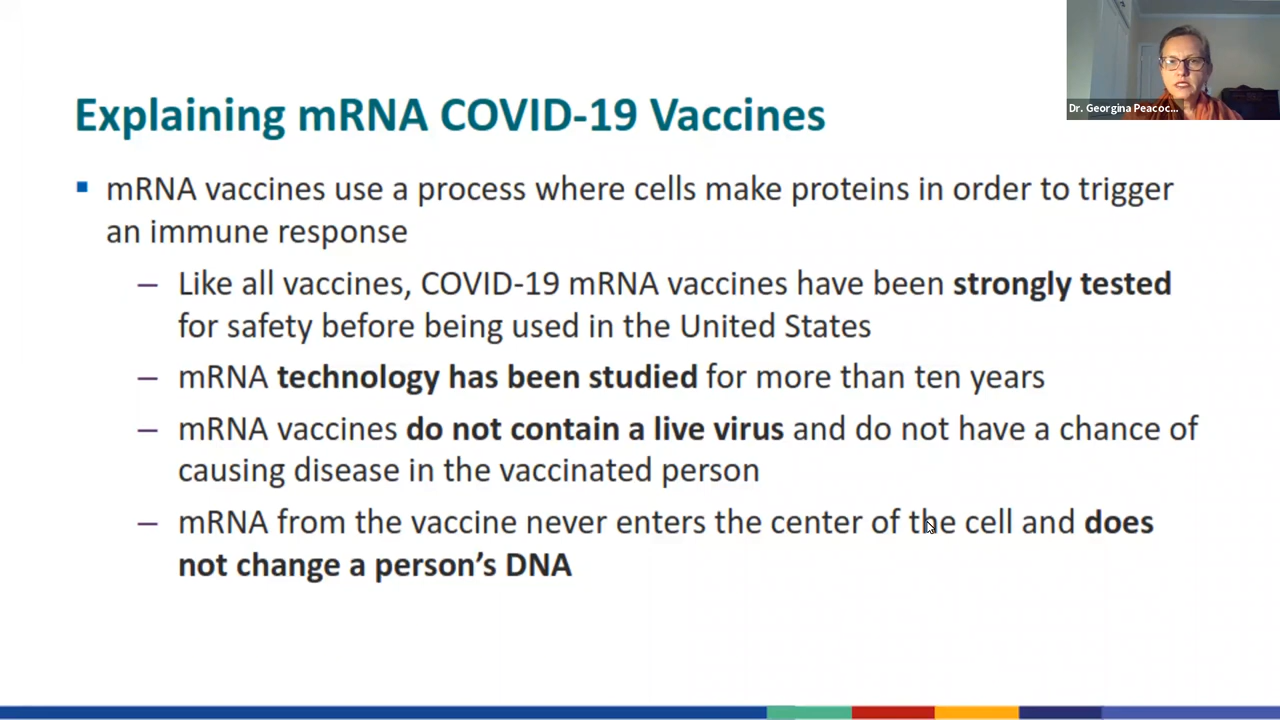 Dr. Georgina Peacoc...
Explaining mRNA COVID-19 Vaccines
▪ mRNA vaccines use a process where cells make proteins in order to trigger
an immune response
– Like all vaccines, COVID-19 mRNA vaccines have been strongly tested
for safety before being used in the United States
– mRNA technology has been studied for more than ten years
– mRNA vaccines do not contain a live virus and do not have a chance of
causing disease in the vaccinated person
– mRNA from the vaccine never enters the center of the cell and does
not change a person’s DNA